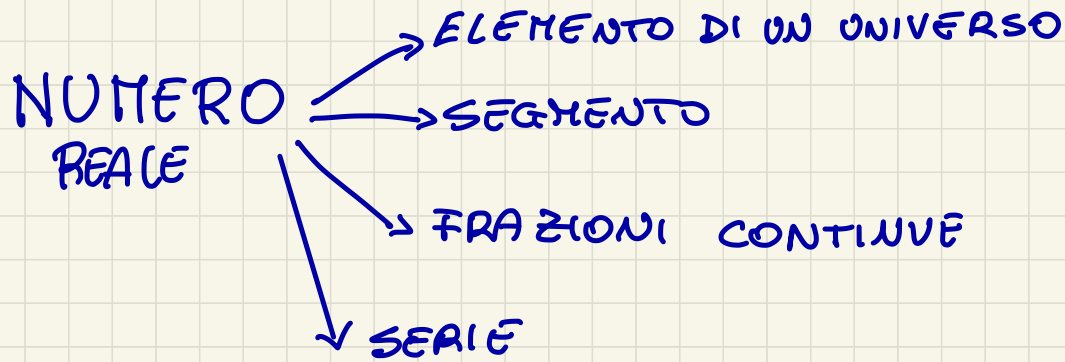 ELEMENTO DI UN UNIVERSO
NUMERO
SEGMENTO
REALE
FRAZIONI CONTINUE
SERIE